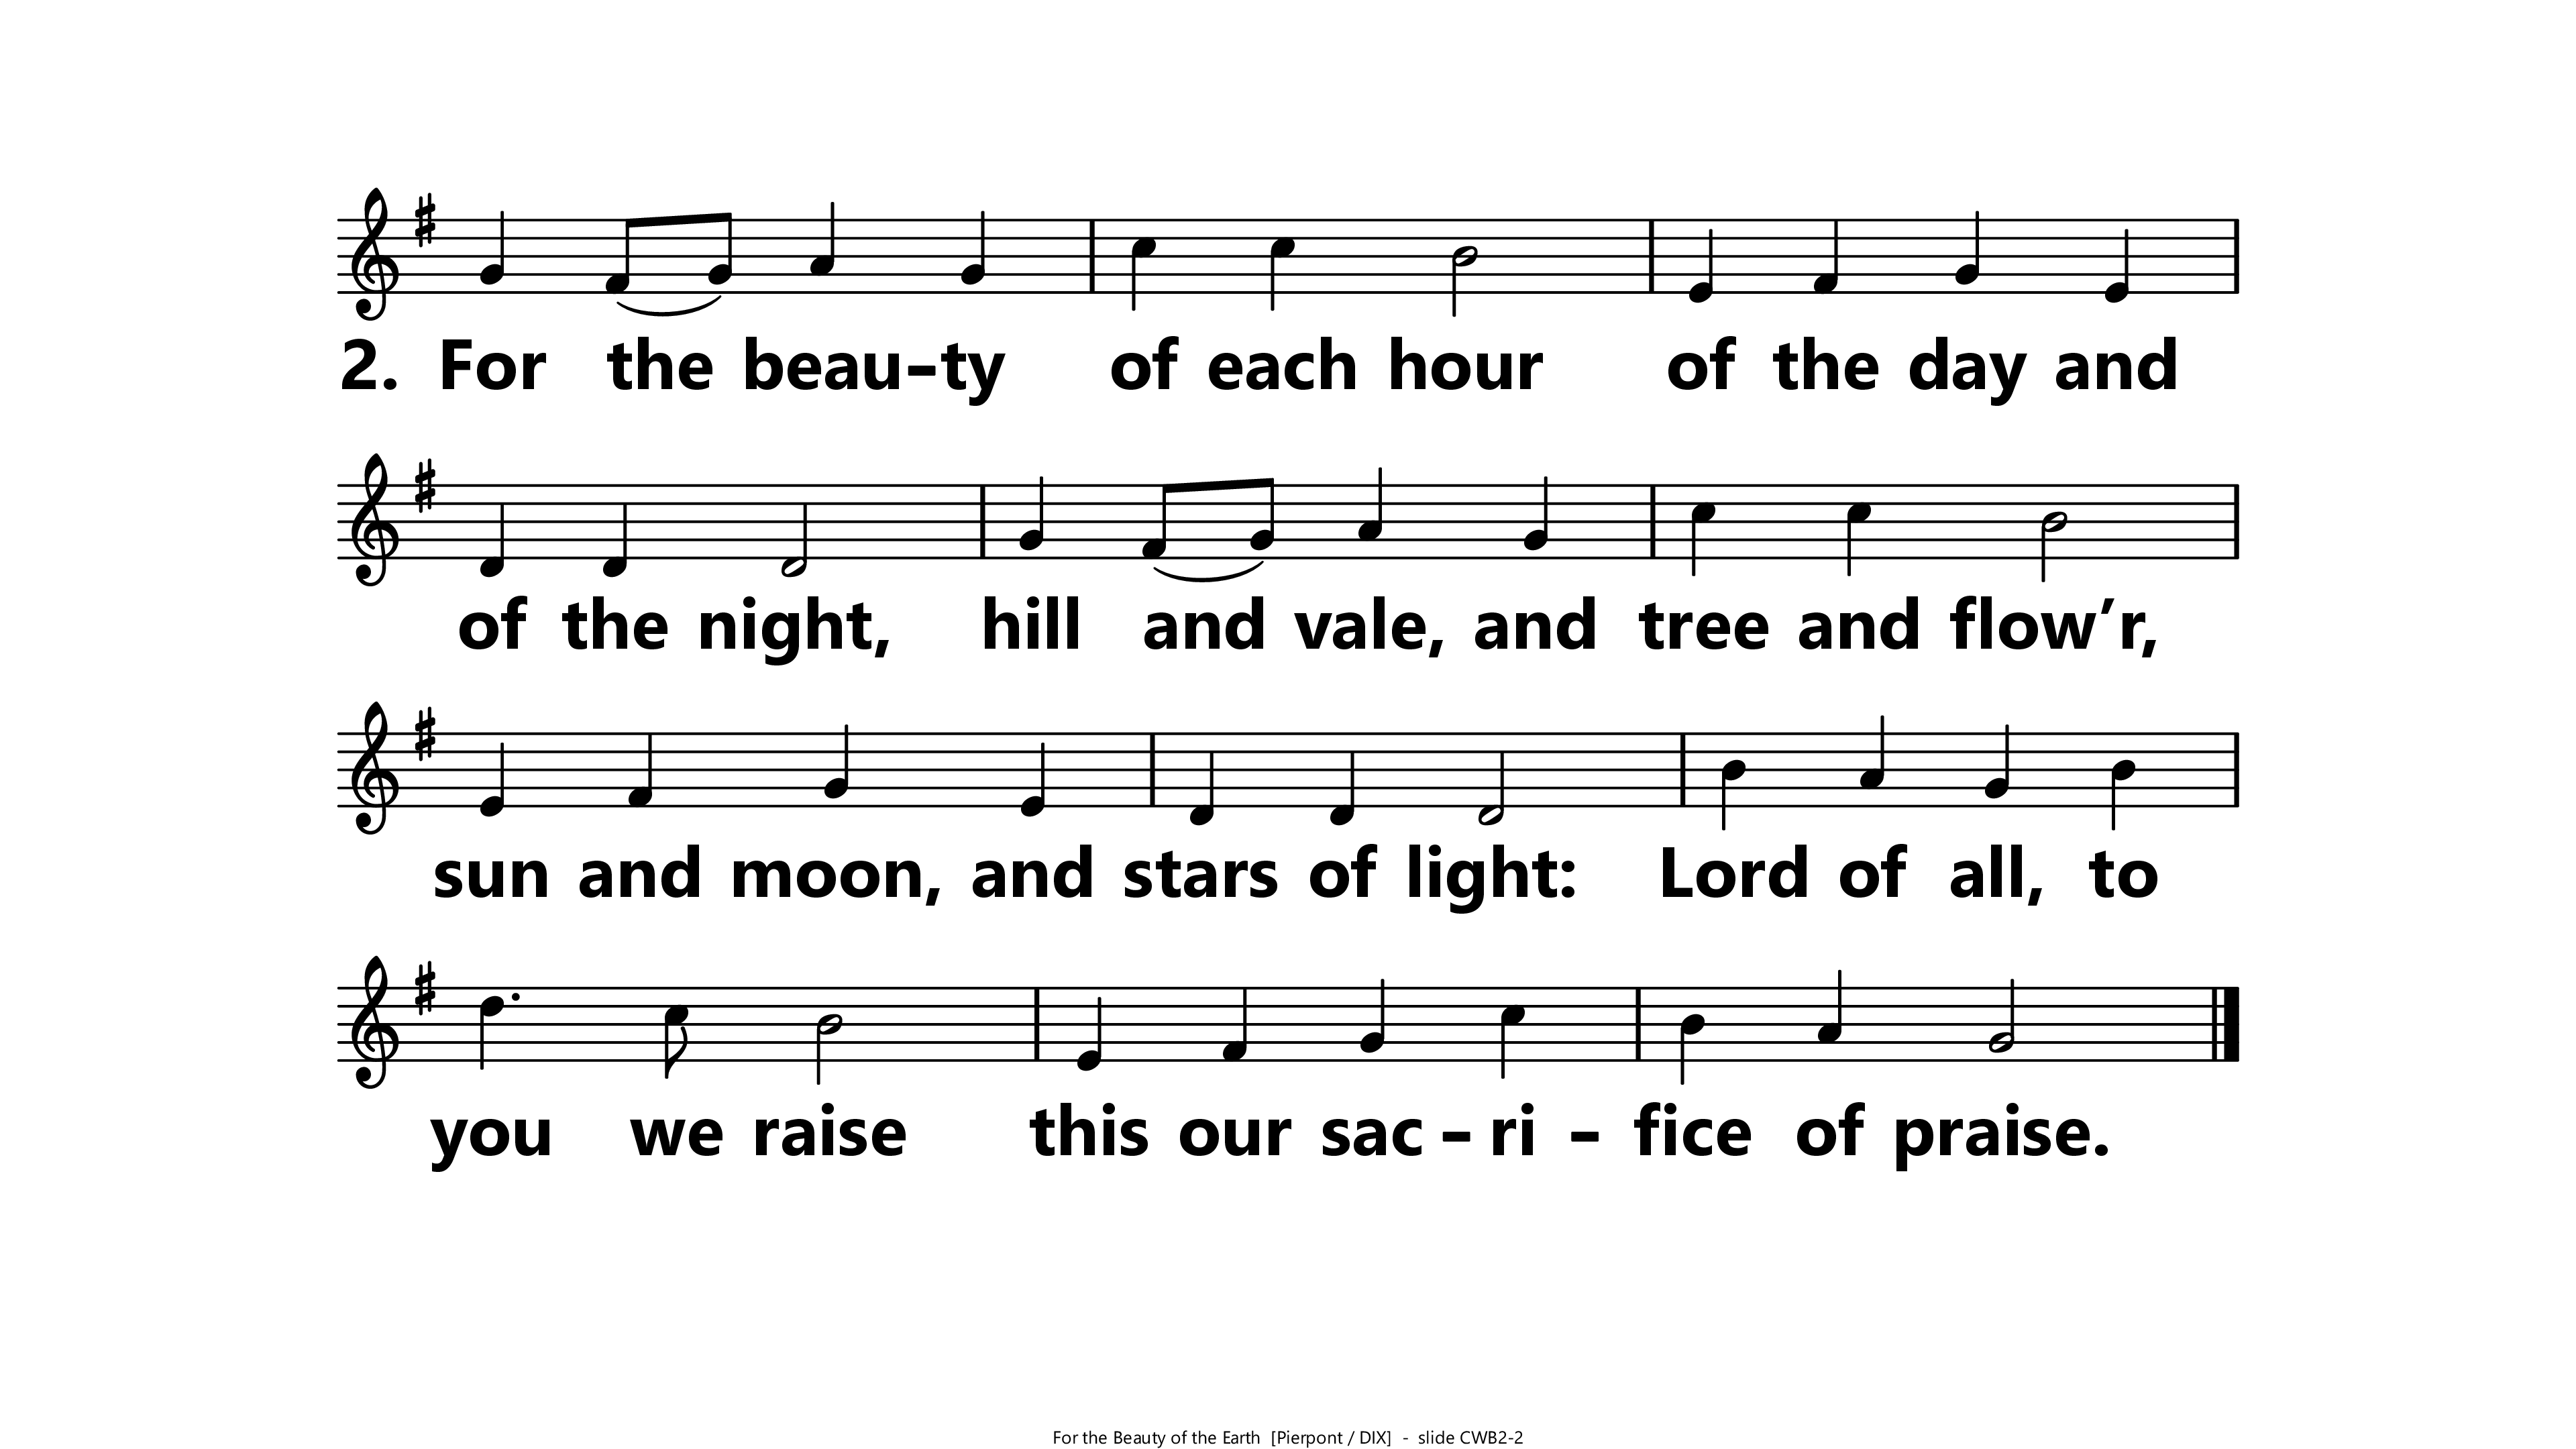 2. For the beau-ty of each hour of the day and
of the night, hill and vale, and tree and flow’r,
sun and moon, and stars of light: Lord of all, to
you we raise this our sac - ri - fice of praise.
For the Beauty of the Earth [Pierpont / DIX] - slide CWB2-2